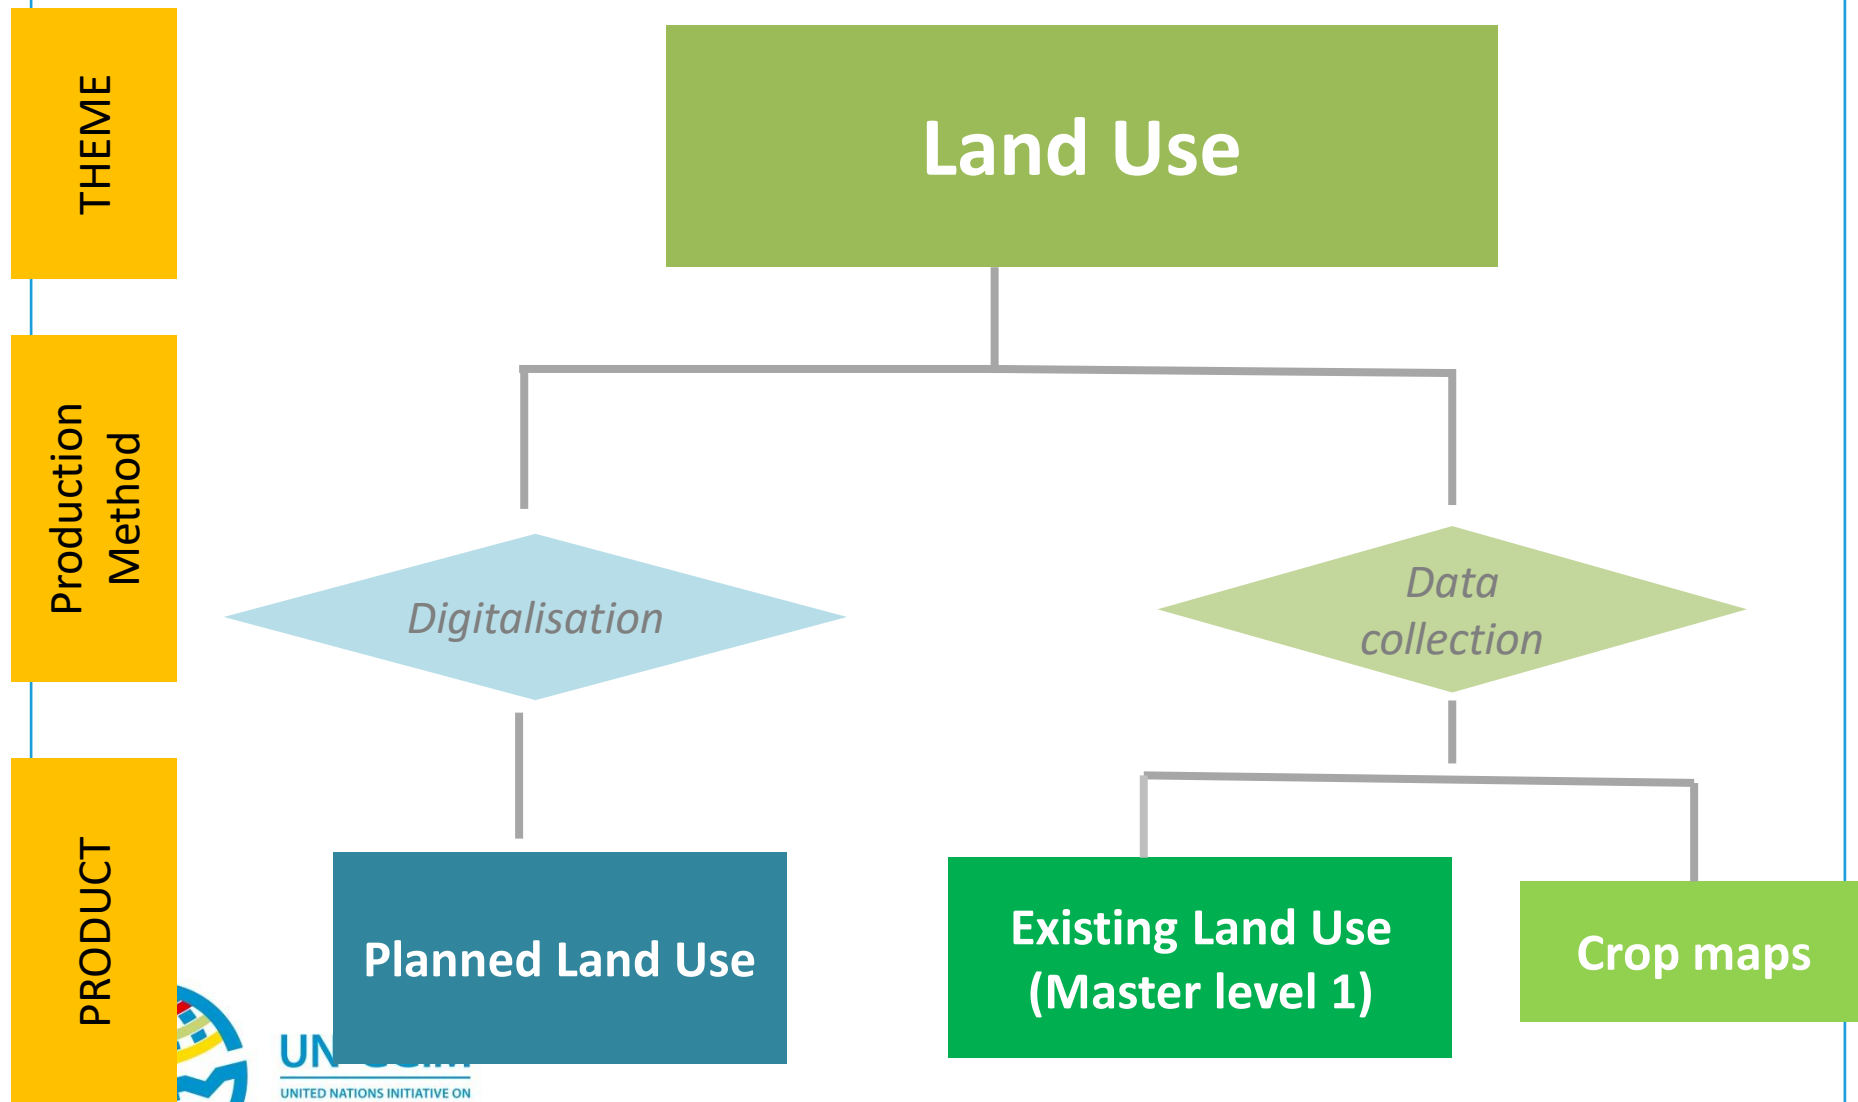 THEME
Land Use
Production
Method
Digitalisation
Data
collection
PRODUCT
Planned Land Use
Existing Land Use
(Master level 1)
Crop maps
UNITED NATIONS INITIATIVE ON